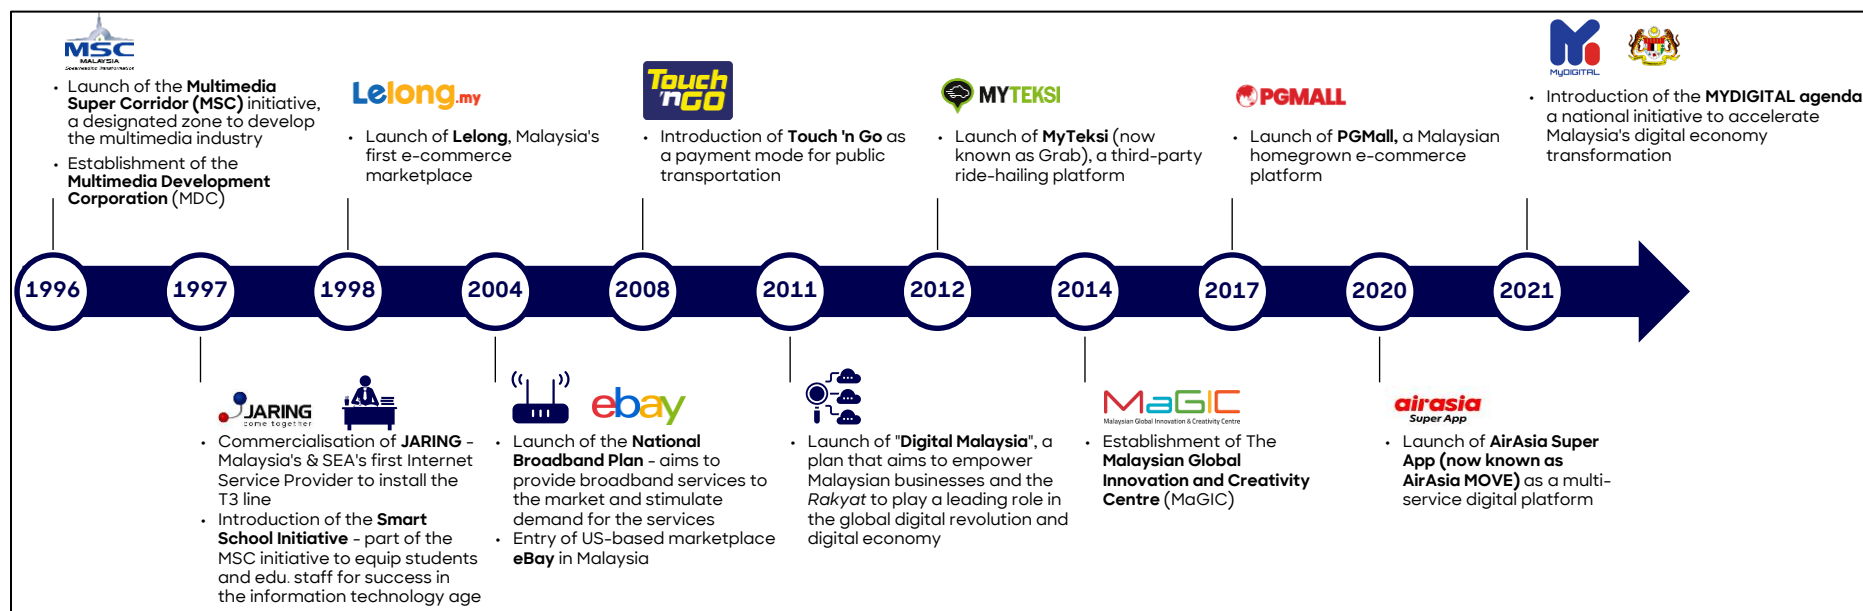 MSC
MALAYSIA
• Launch of the Multimedia
Super Corridor (MSC) initiative,
a designated zone to develop
the multimedia industry
• Establishment of the
Multimedia Development
Corporation (MDC)
Lelong.my
• Launch of Lelong, Malaysia's
first e-commerce
marketplace
Touch
'nGO
• Introduction of Touch 'n Go as
a payment mode for public
transportation
MYTEKSI
• Launch of MyTeksi (now
known as Grab), a third-party
ride-hailing platform
PGMALL
• Launch of PGMall, a Malaysian
homegrown e-commerce
platform
MyDIGITAL
• Introduction of the MYDIGITAL agenda
a national initiative to accelerate
Malaysia's digital economy
transformation
1996
1997
1998
2004
2008
2011
2012
2014
2017
2020
2021
JARING
come together
• Commercialisation of JARING -
Malaysia's & SEA's first Internet
Service Provider to install the
T3 line
• Introduction of the Smart
School Initiative - part of the
MSC initiative to equip students
and edu. staff for success in
the information technology age
ebay
• Launch of the National
Broadband Plan - aims to
provide broadband services to
the market and stimulate
demand for the services
• Entry of US-based marketplace
eBay in Malaysia
• Launch of "Digital Malaysia", a
plan that aims to empower
Malaysian businesses and the
Rakyat to play a leading role in
the global digital revolution and
digital economy
MaGIC
Malaysian Global Innovation & Creativity Centre
• Establishment of The
Malaysian Global
Innovation and Creativity
Centre (MaGIC)
airasia
Super App
• Launch of AirAsia Super
App (now known as
AirAsia MOVE) as a multi-
service digital platform